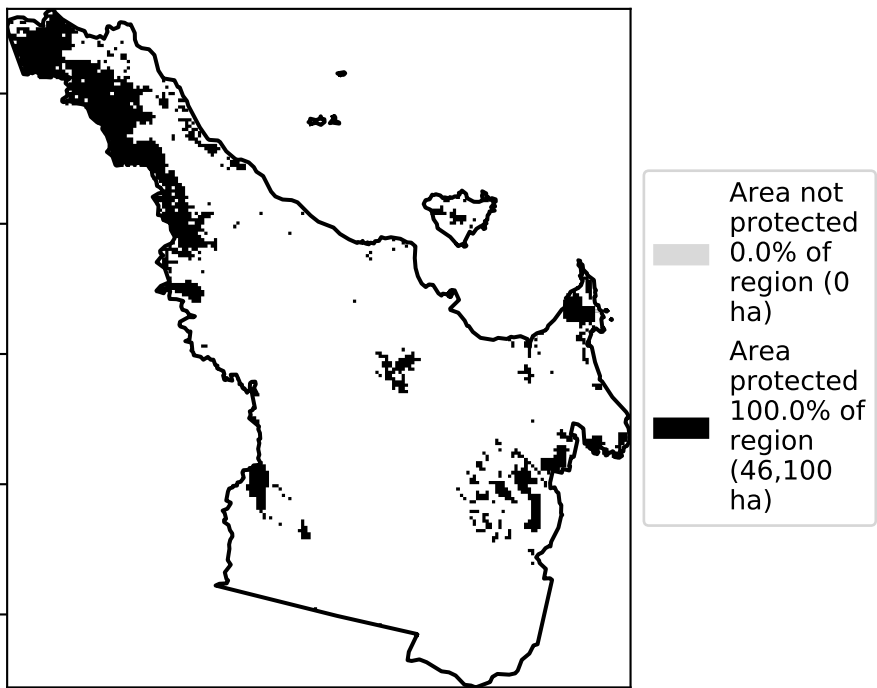 Area not
protected
0.0% of
region (0
ha)
Area
protected
100.0% of
region
(46,100
ha)